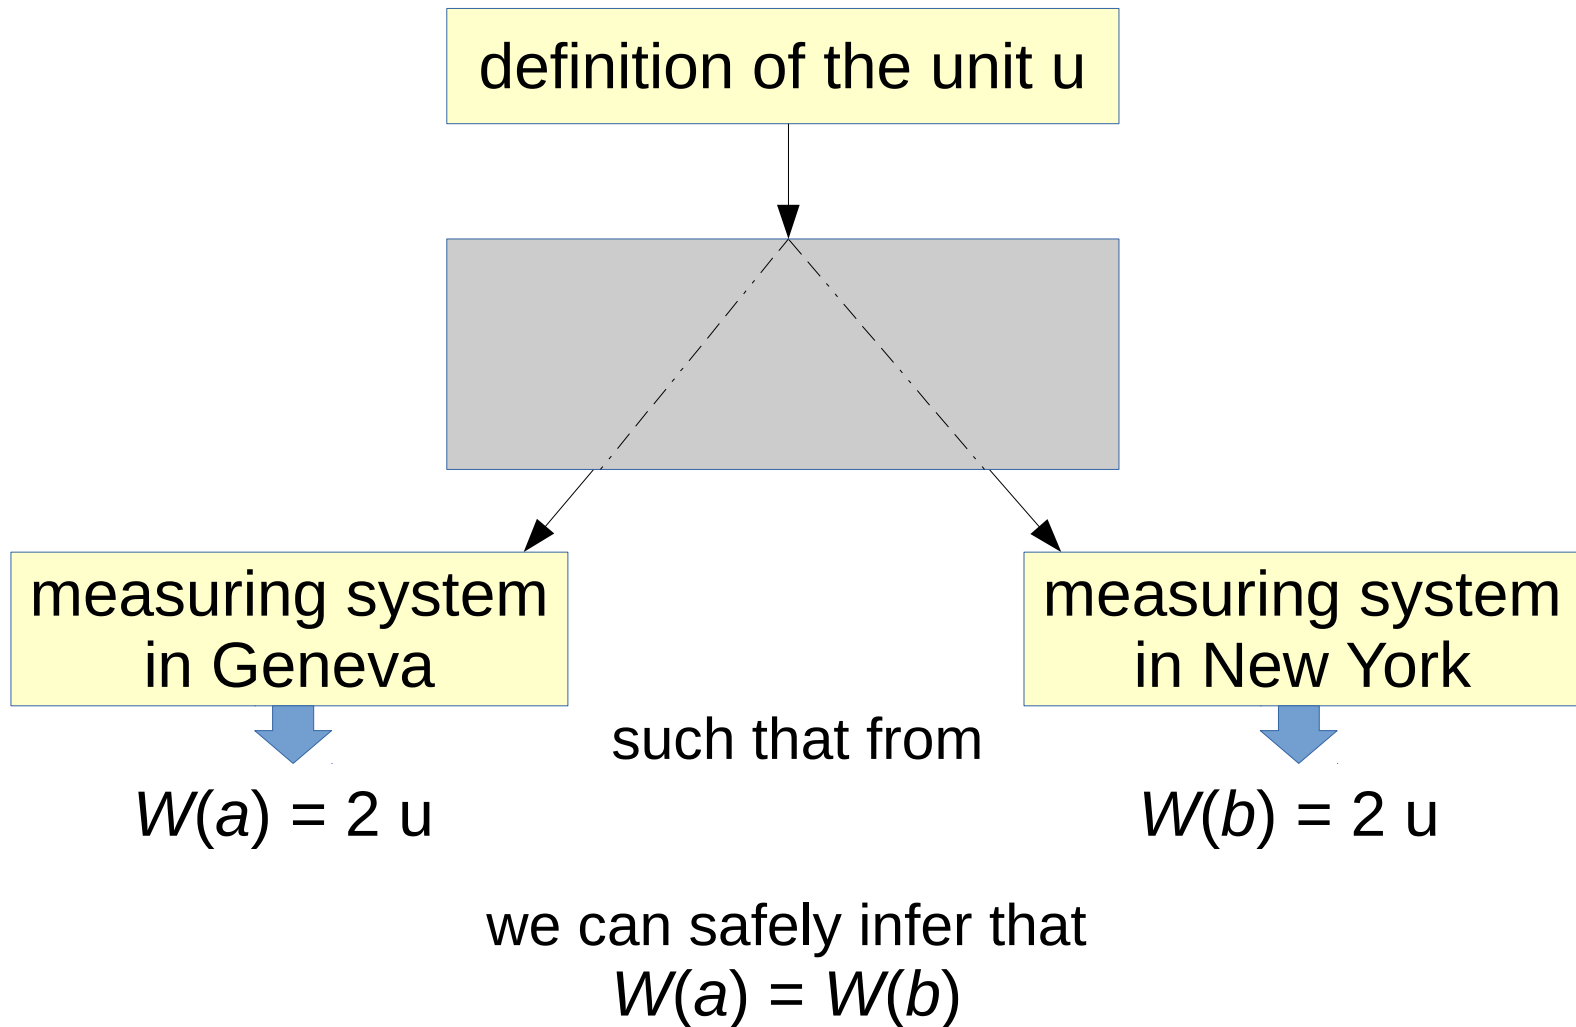 definition of the unit u
measuring system
in Geneva
measuring system
in New York
such that from
W(a) = 2 u
W(b) = 2 u
we can safely infer that
W(a) = W(b)